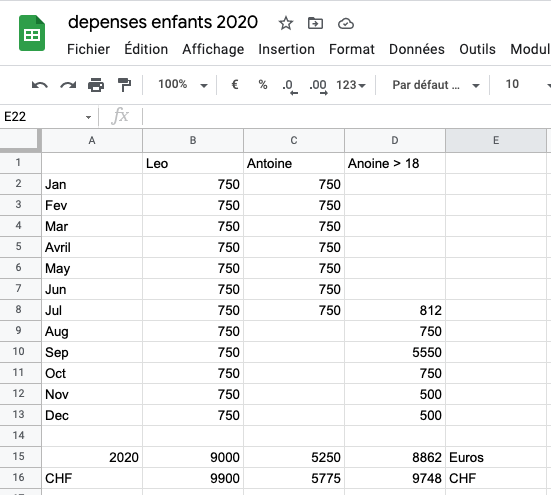 depenses enfants 2020
Fichier Édition Affichage Insertion Format Données Outils Modul
100% € % .0 .00 123 Par défaut ... 10
E22 fx
A B C D E
1 Leo Antoine Anoine > 18
2 Jan 750 750
3 Fev 750 750
4 Mar 750 750
5 Avril 750 750
6 May 750 750
7 Jun 750 750
8 Jul 750 750 812
9 Aug 750 750
10 Sep 750 5550
11 Oct 750 750
12 Nov 750 500
13 Dec 750 500
14
15 2020 9000 5250 8862 Euros
16 CHF 9900 5775 9748 CHF